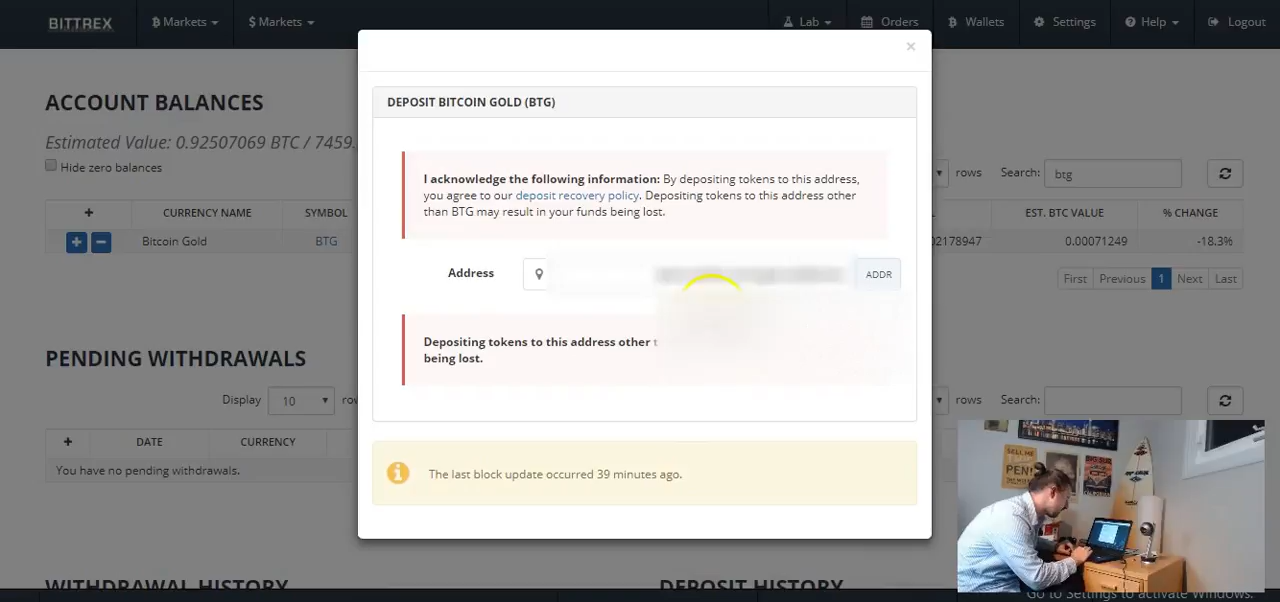 BITTREX
Markets
$ Markets
Lab
Orders
Wallets
Settings
Help
Logout
×
ACCOUNT BALANCES
Estimated Value: 0.92507069 BTC / 7459.
Hide zero balances
rows
Search:
btg
DEPOSIT BITCOIN GOLD (BTG)
I acknowledge the following information: By depositing tokens to this address,
you agree to our deposit recovery policy. Depositing tokens to this address other
than BTG may result in your funds being lost.
+ CURRENCY NAME SYMBOL
EST. BTC VALUE % CHANGE
+ − Bitcoin Gold BTG
02178947 0.00071249 -18.3%
Address
ADDR
First Previous 1 Next Last
Depositing tokens to this address other t
being lost.
PENDING WITHDRAWALS
Display 10
rows
Search:
+ DATE CURRENCY
You have no pending withdrawals.
The last block update occurred 39 minutes ago.
SELL ME
PEN!
WITHDRAWAL HISTORY
DEPOSIT HISTORY
Go to Settings to activate Windows.